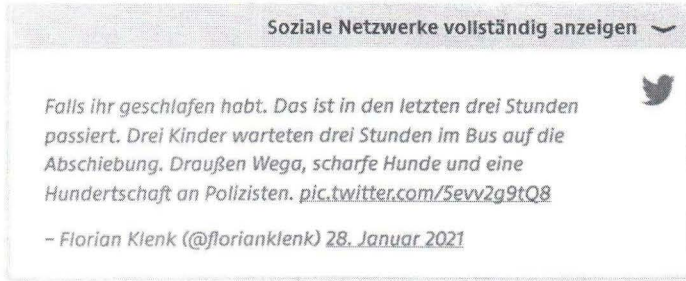 Soziale Netzwerke vollständig anzeigen
Falls ihr geschlafen habt. Das ist in den letzten drei Stunden
passiert. Drei Kinder warteten drei Stunden im Bus auf die
Abschiebung. Draußen Wega, scharfe Hunde und eine
Hundertschaft an Polizisten. pic.twitter.com/5evv2g9tQ8
– Florian Klenk (@florianklenk) 28. Januar 2021